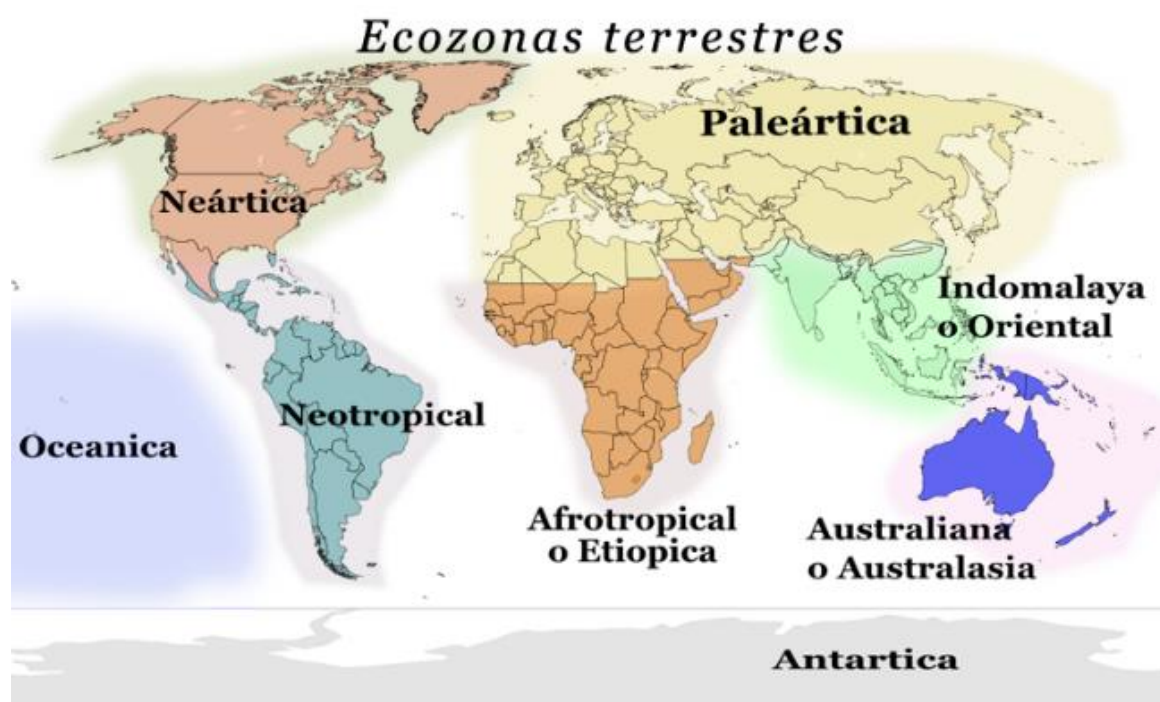 Ecozonas terrestres
Paleártica
Neártica
Indomalaya
o Oriental
Neotropical
Oceanica
Afrotropical
o Etiopica
Australiana
o Australasia
Antartica